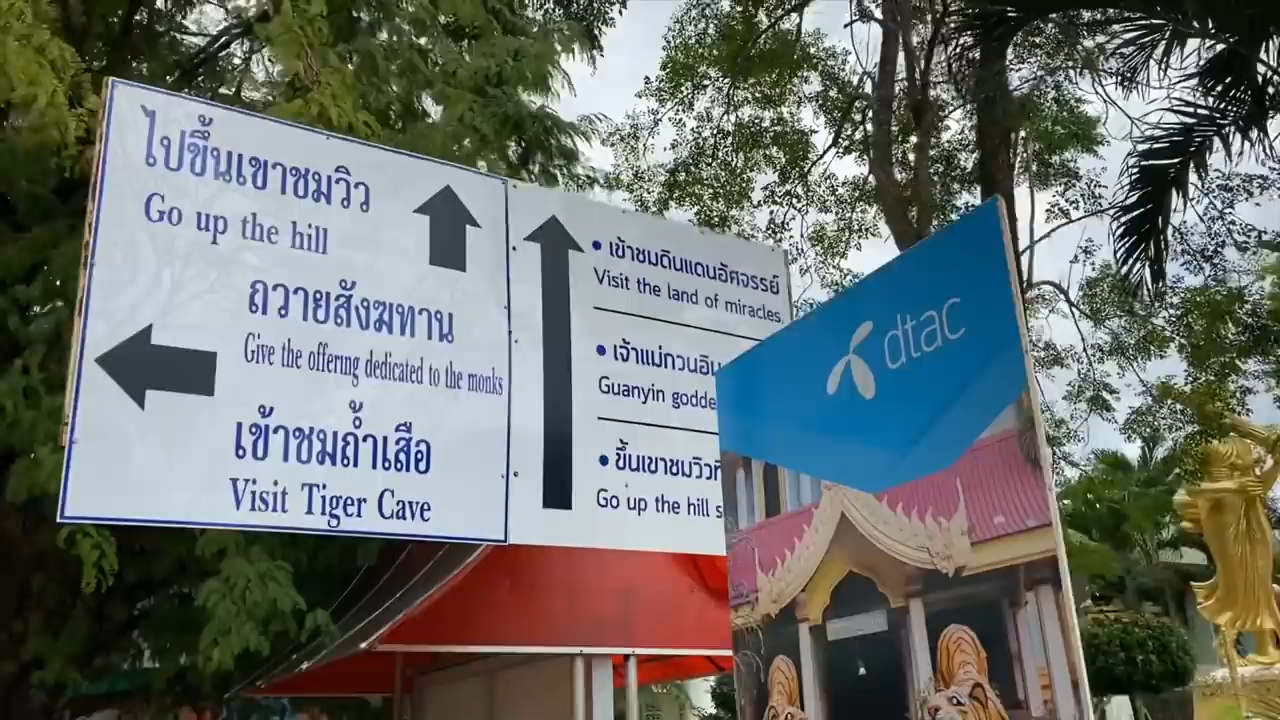 ไปขึ้นเขาชมวิว
Go up the hill
ถวายสังฆทาน
Give the offering dedicated to the monks
เข้าชมถ้ำเสือ
Visit Tiger Cave
• เข้าชมดินแดนอัศจรรย์
Visit the land of miracles.
• เจ้าแม่กวนอิม
Guanyin godde
• ขึ้นเขาชมวิวที
Go up the hill s
dtac